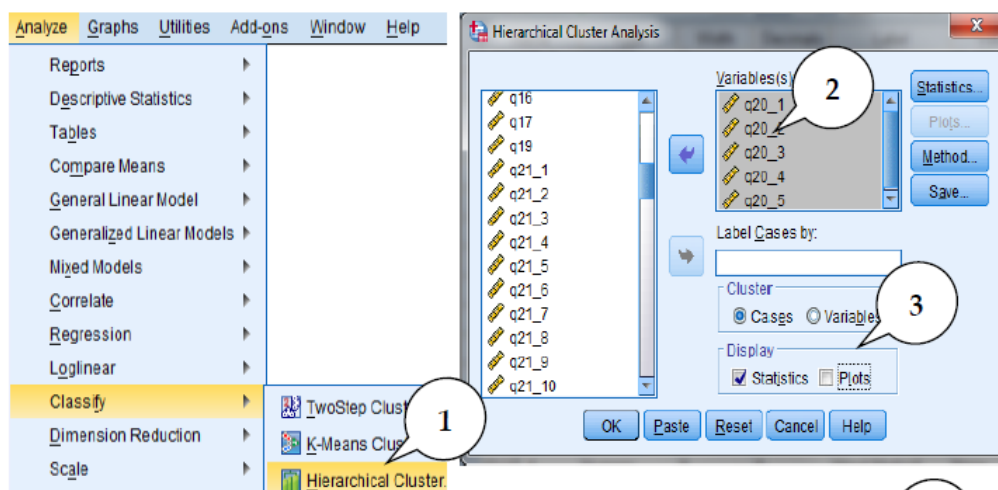 Analyze Graphs Utilities Add-ons Window Help
Reports
Descriptive Statistics
Tables
Compare Means
General Linear Model
Generalized Linear Models
Mixed Models
Correlate
Regression
Loglinear
Classify
Dimension Reduction
Scale
TwoStep
K-Means
Hierarchical Cluster
1
Hierarchical Cluster Analysis
q16
q17
q19
q21_1
q21_2
q21_3
q21_4
q21_5
q21_6
q21_7
q21_8
q21_9
q21_10
Variables(s)
q20_1
q20_2
q20_3
q20_4
q20_5
2
Statistics...
Plots...
Method...
Save...
Label Cases by:
Cluster
Cases Variables
3
Display
Statistics Plots
OK Paste Reset Cancel Help